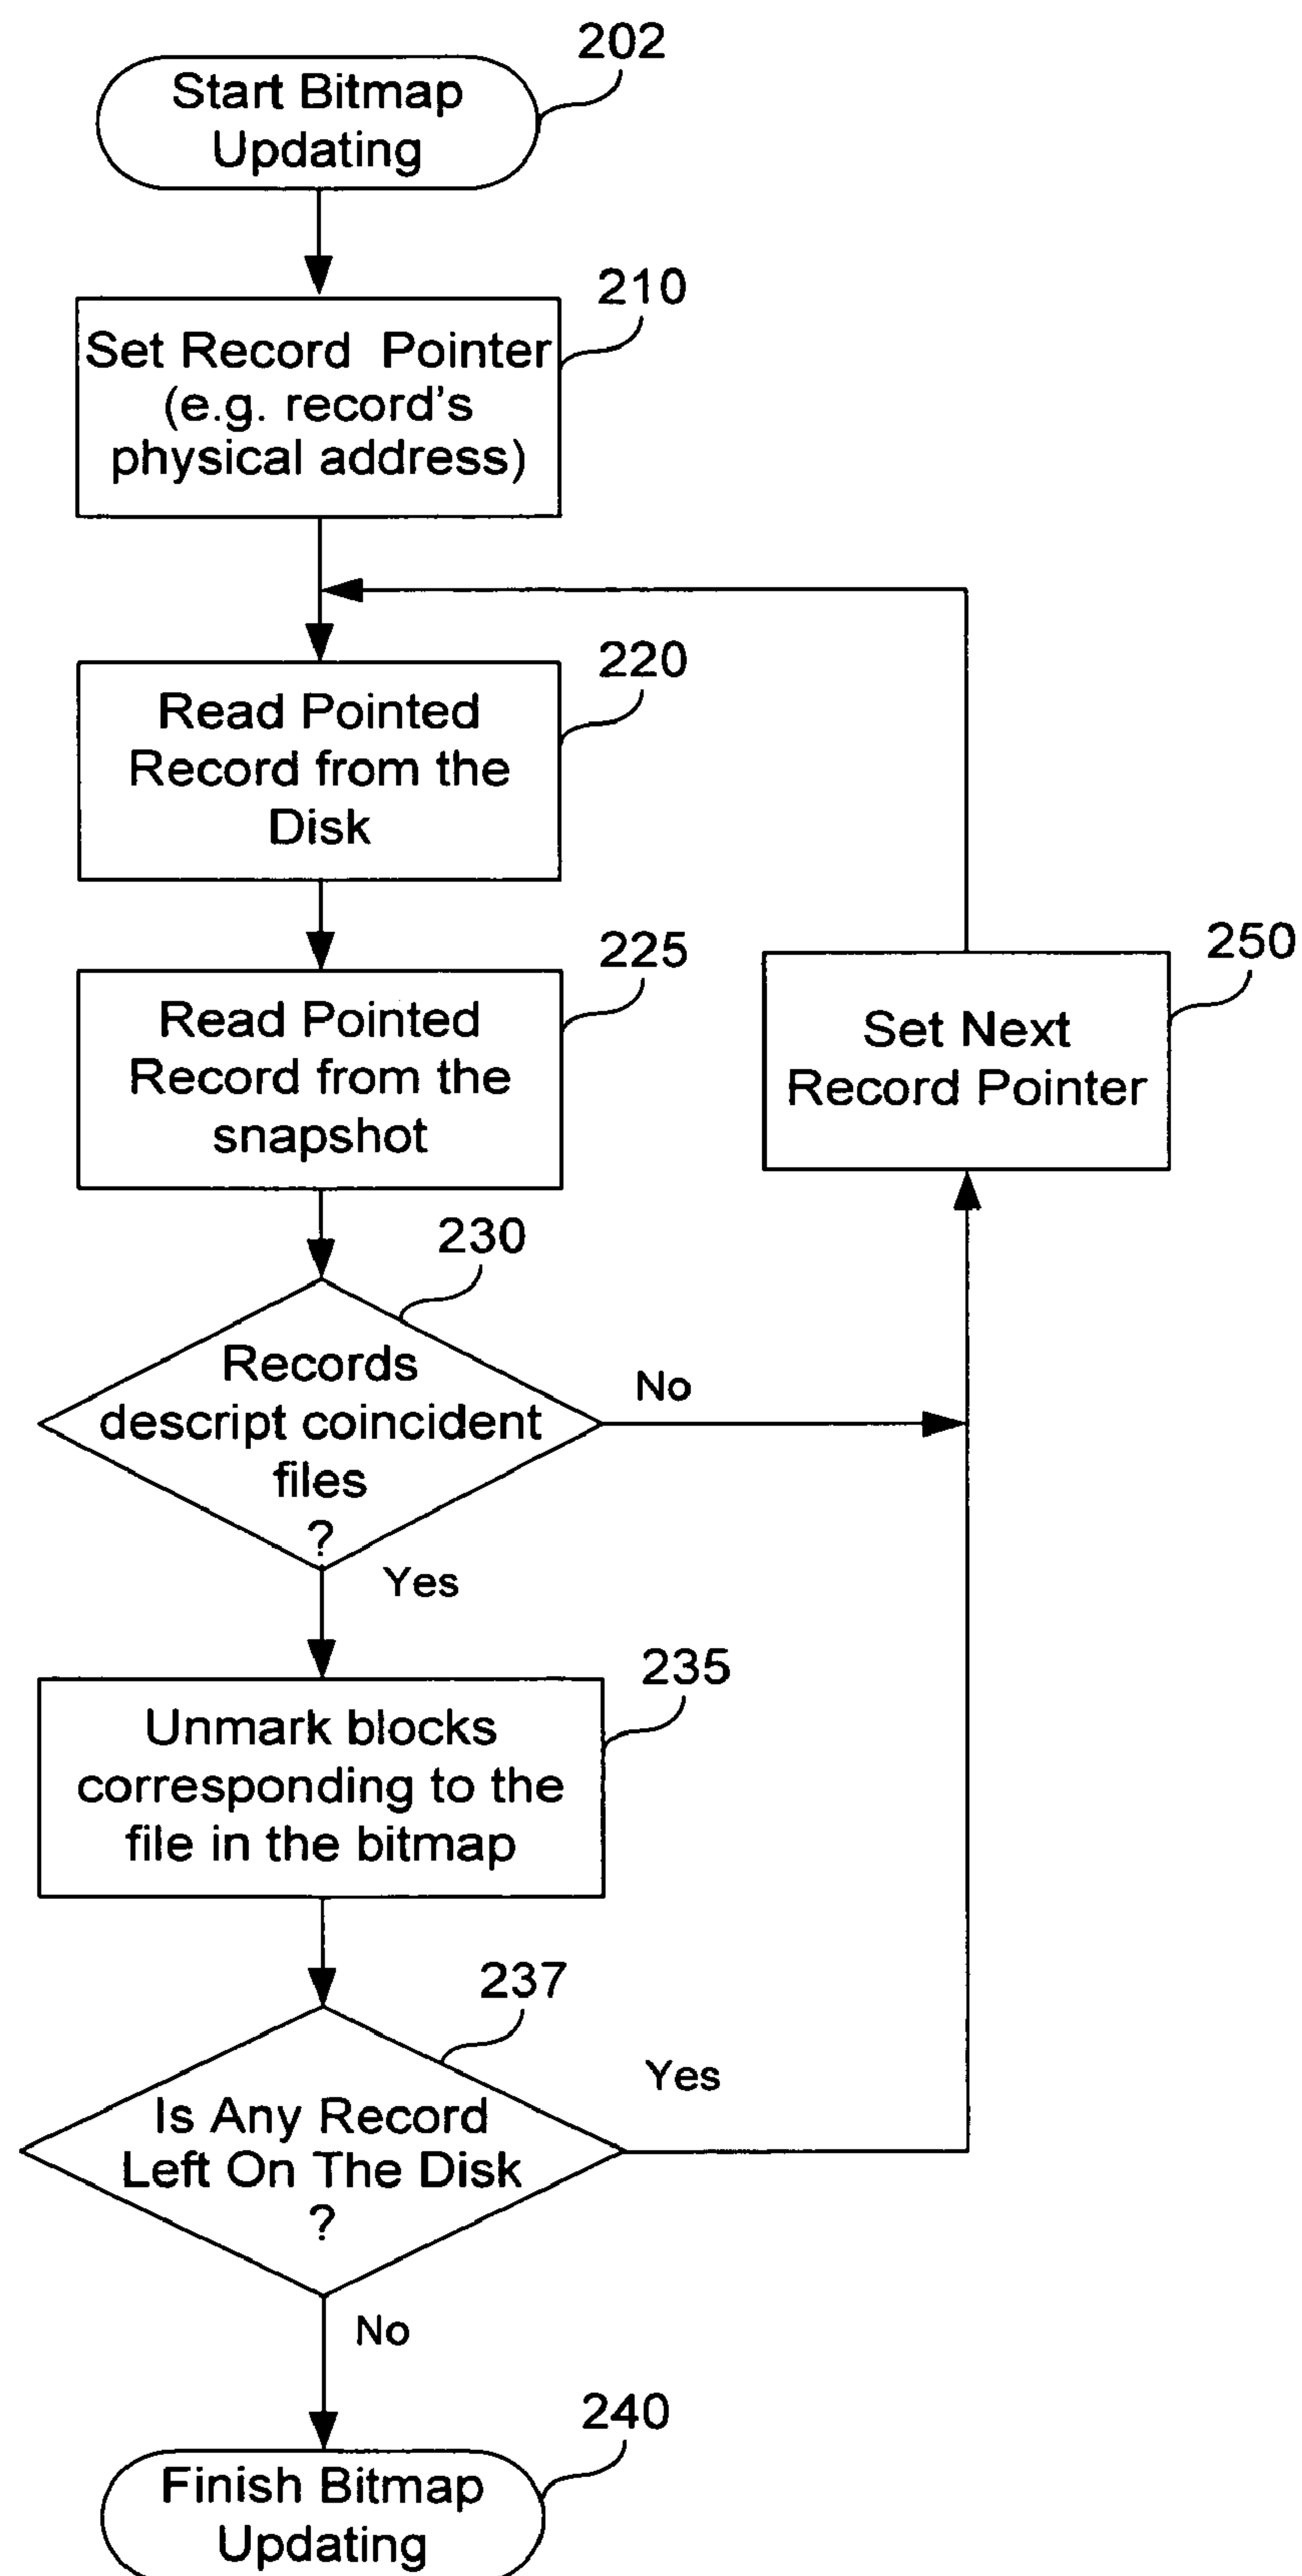 202
Start Bitmap
Updating
210
Set Record Pointer
(e.g. record's
physical address)
220
Read Pointed
Record from the
Disk
225
Read Pointed
Record from the
snapshot
250
Set Next
Record Pointer
230
Records
descript coincident
files
?
No
Yes
235
Unmark blocks
corresponding to the
file in the bitmap
237
Is Any Record
Left On The Disk
?
Yes
No
240
Finish Bitmap
Updating